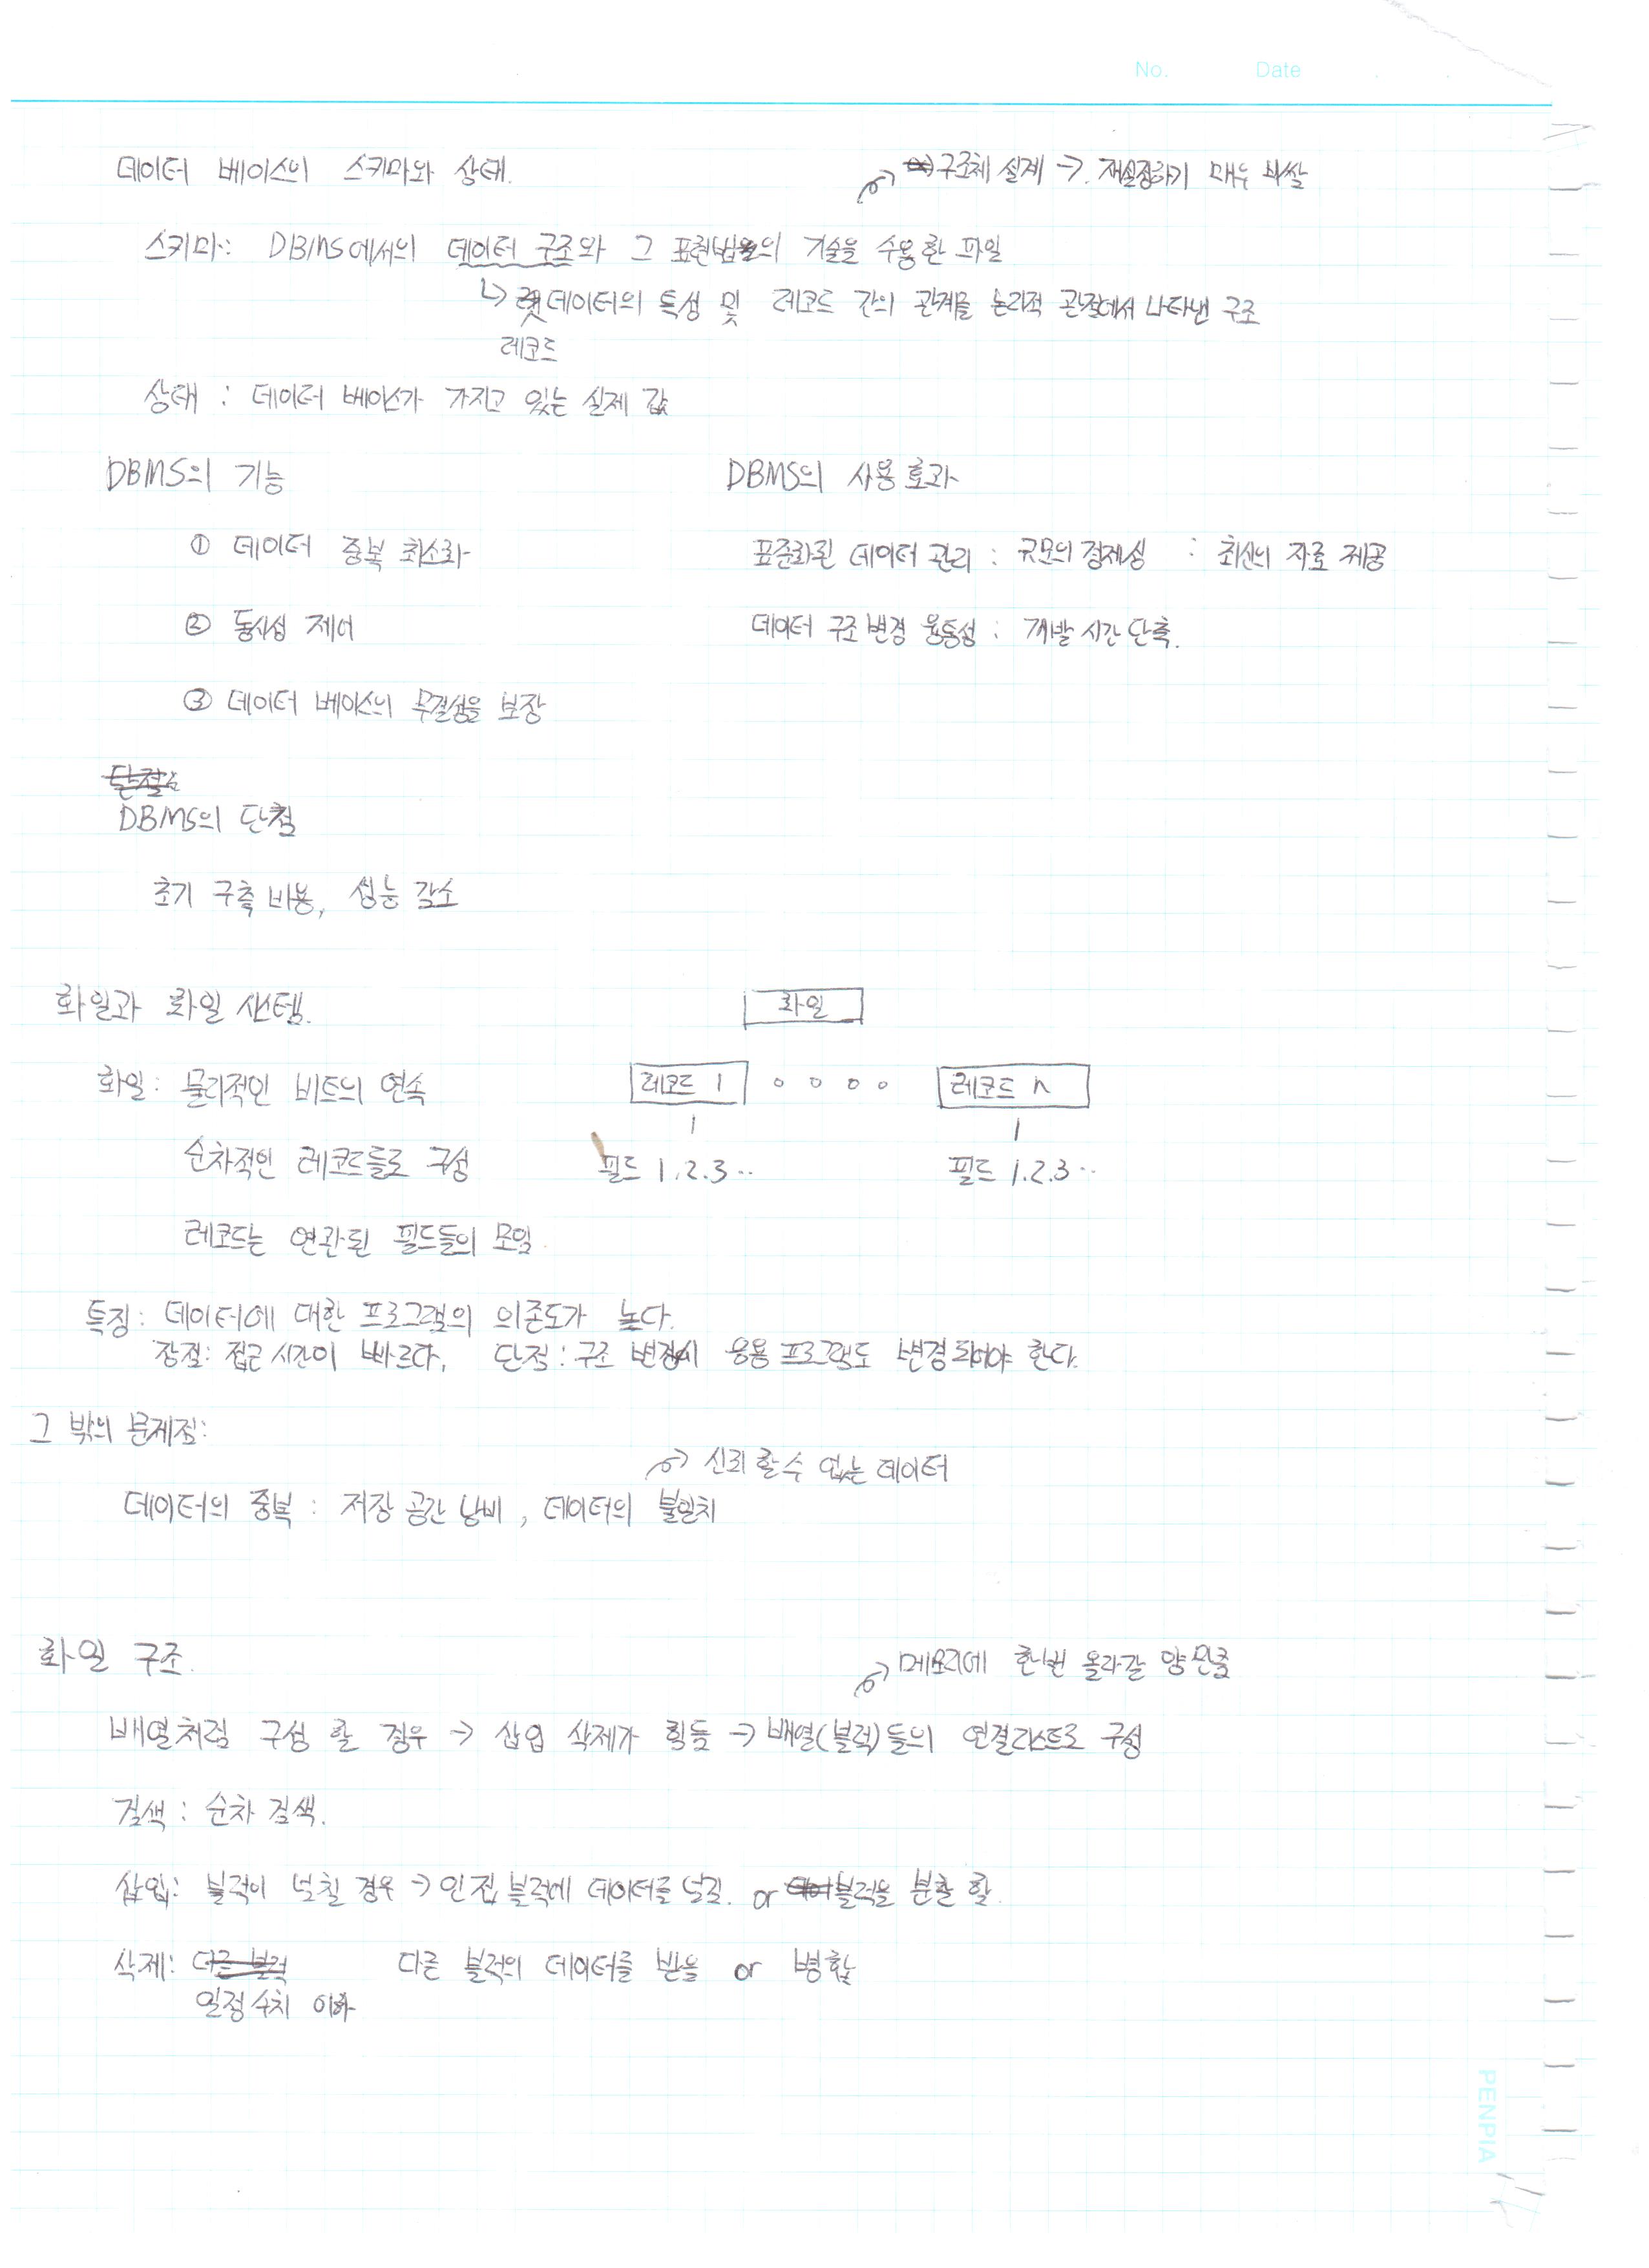 No. Date
데이터 베이스의 스키마와 상태.
구조체 설계 → 재설정하기 매우 비쌈
스키마: DBMS에서의 데이터 구조와 그 표현법의 기술을 수용한 파일
↳ 데이터의 특성 및 레코드 간의 관계를 논리적 관점에서 나타낸 구조
레코드
상태 : 데이터 베이스가 가지고 있는 실제 값
DBMS의 기능
DBMS의 사용효과
① 데이터 중복 최소화
표준화된 데이터 관리 : 규모의 경제성 : 최신의 자료 제공
② 동시성 제어
데이터 구조 변경 융통성 : 개발 시간 단축.
③ 데이터 베이스의 무결성을 보장
DBMS의 단점
초기 구축 비용, 성능 감소
화일과 화일 시스템.
화일
화일: 물리적인 비트의 연속
레코드 1 ∘ ∘ ∘ ∘ 레코드 n
순차적인 레코드들로 구성
필드 1.2.3..
필드 1.2.3..
레코드는 연관된 필드들의 모임.
특징: 데이터에 대한 프로그램의 의존도가 높다.
장점: 접근 시간이 빠르다, 단점: 구조 변경시 응용 프로그램도 변경 되어야 한다.
그 밖의 문제점:
신뢰 할 수 없는 데이터
데이터의 중복 : 저장 공간 낭비, 데이터의 불일치
화일 구조.
메모리에 한번 올라갈 양만큼
배열처럼 구성 할 경우 → 삽입 삭제가 힘듦 → 배열(블럭)들의 연결리스트로 구성
검색 : 순차 검색.
삽입: 블럭이 넘칠 경우 → 인접 블럭에 데이터를 넘김. or 블럭을 분할 함.
삭제: 다른 블럭 다른 블럭의 데이터를 받음 or 병합
일정 수치 이하
PENPIA